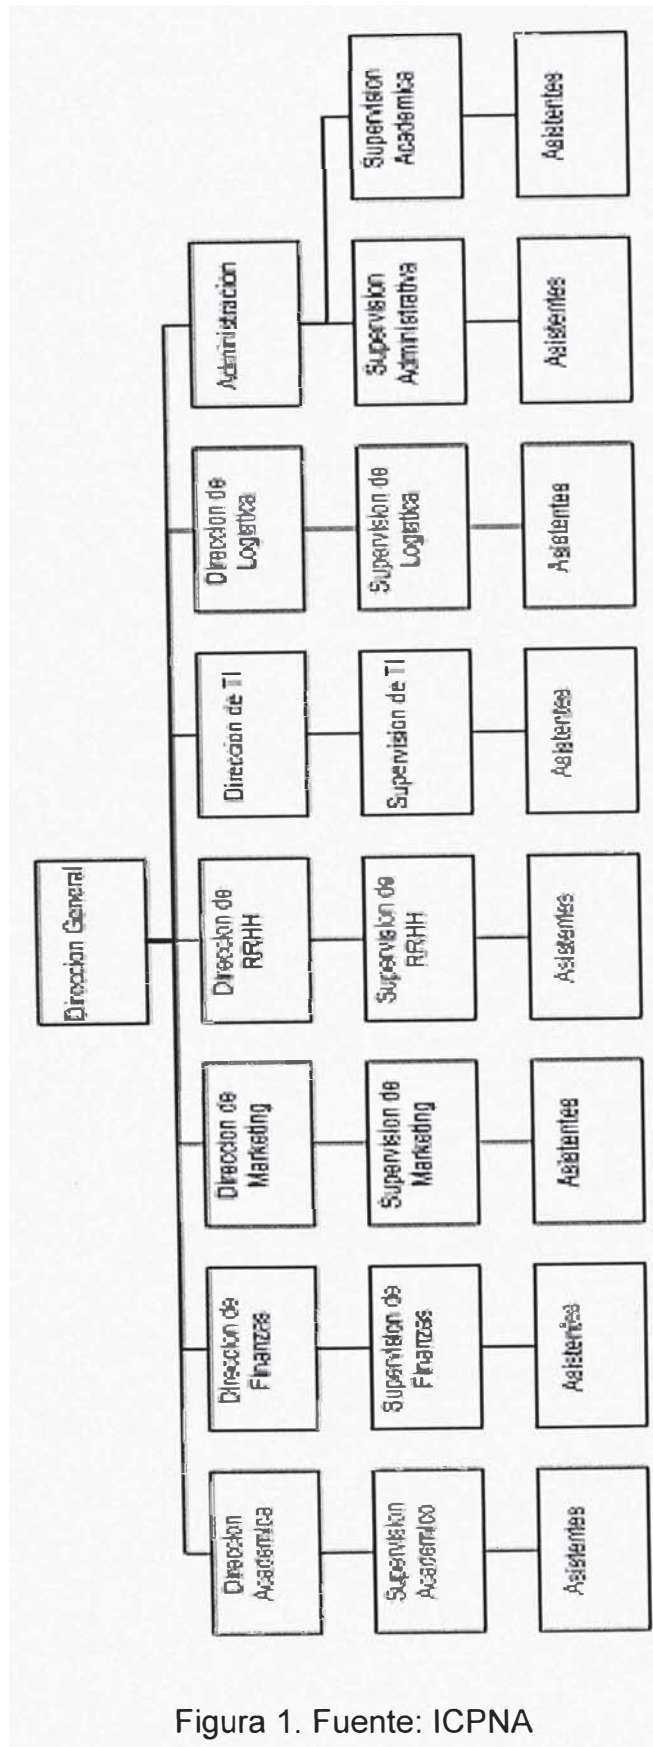 Direccion General
Direccion
Academica
Direccion de
Finanzas
Direccion de
Marketing
Direccion de
RRHH
Direccion de TI
Direccion de
Logistica
Administracion
Supervision
Academico
Supervision de
Finanzas
Supervision de
Marketing
Supervision de
RRHH
Supervision de TI
Supervision de
Logistica
Supervision
Administrativa
Supervision
Academica
Asistentes
Asistentes
Asistentes
Asistentes
Asistentes
Asistentes
Asistentes
Asistentes
Figura 1. Fuente: ICPNA